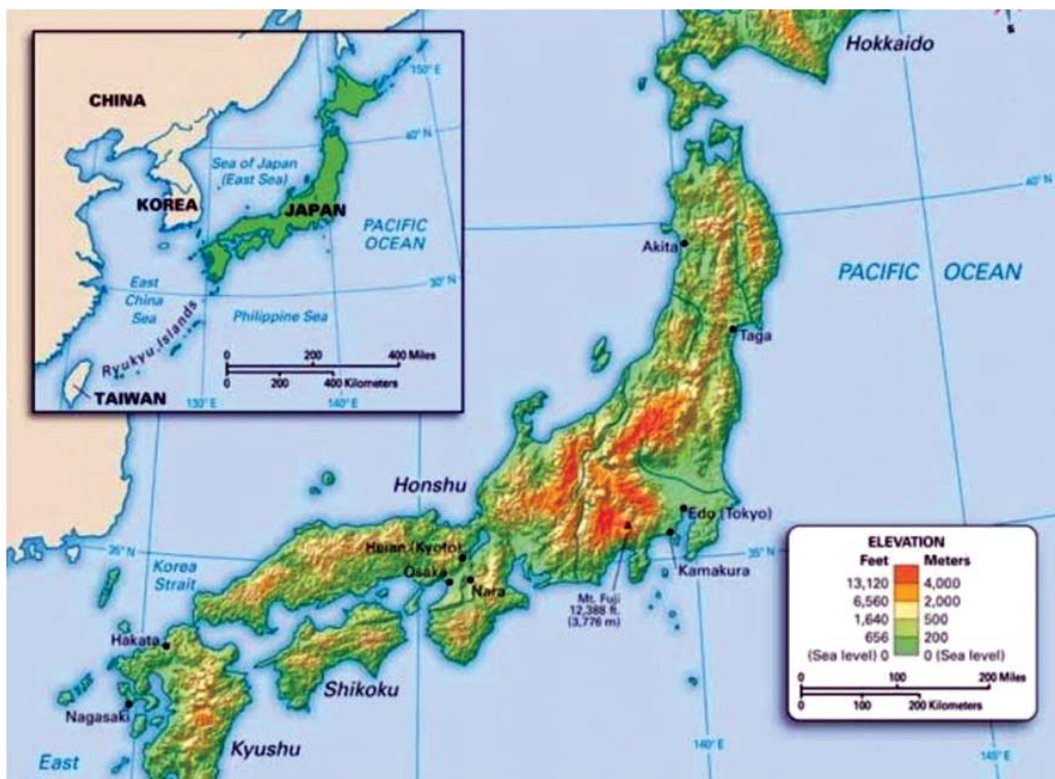 CHINA
KOREA
JAPAN
Sea of Japan
(East Sea)
PACIFIC
OCEAN
East
China
Sea
Philippine Sea
Ryukyu Islands
TAIWAN
150° E
40° N
30° N
130° E
140° E
0 200 400 Miles
0 200 400 Kilometers
Hokkaido
S
40° N
Akita
PACIFIC OCEAN
Taga
Honshu
Edo (Tokyo)
Heian (Kyoto)
Osaka
Nara
Kamakura
Mt. Fuji
12,388 ft.
(3,776 m)
35° N
35° N
Korea
Strait
Hakata
Shikoku
Nagasaki
Kyushu
East
140° E
145° E
ELEVATION
Feet Meters
13,120 4,000
6,560 2,000
1,640 500
656 200
(Sea level) 0 0 (Sea level)
0 100 200 Miles
0 100 200 Kilometers